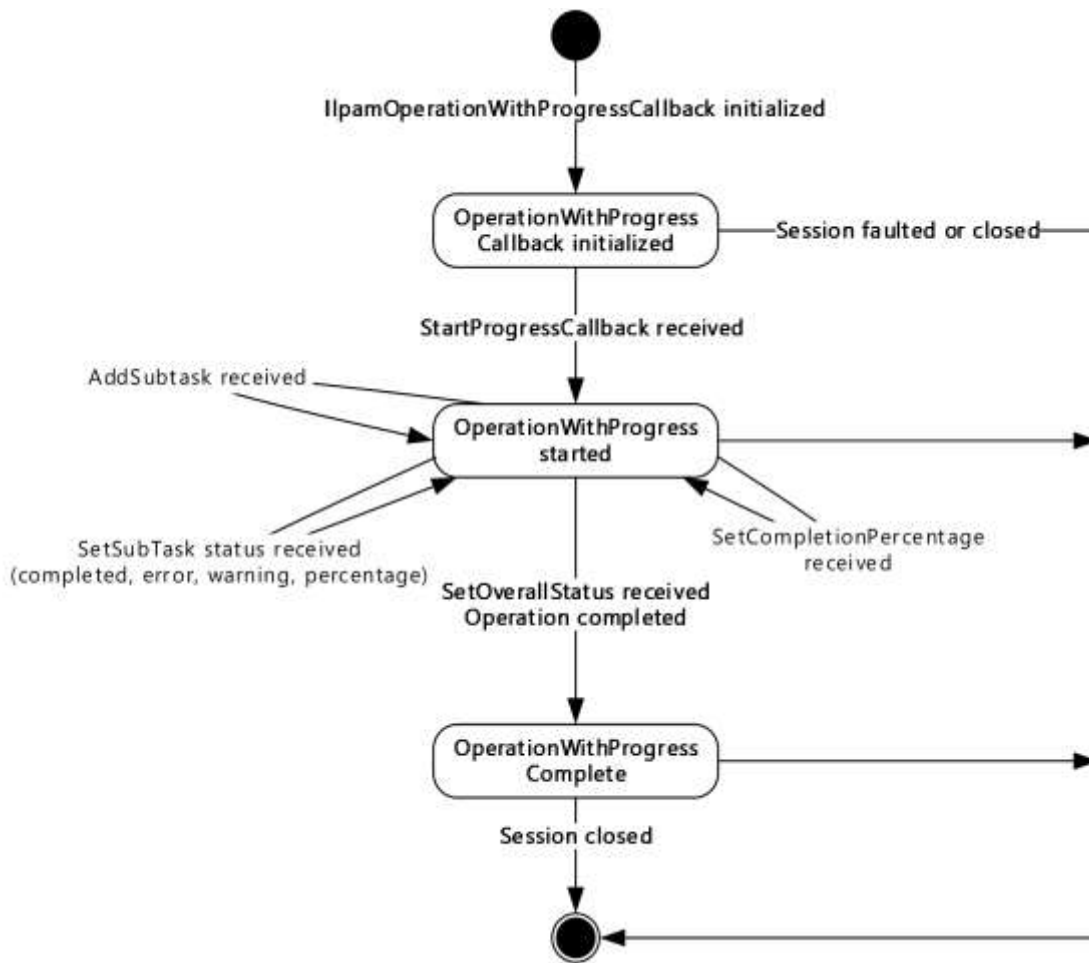 IIpamOperationWithProgressCallback initialized
OperationWithProgress
Callback initialized
Session faulted or closed
StartProgressCallback received
AddSubtask received
OperationWithProgress
started
SetSubTask status received
(completed, error, warning, percentage)
SetCompletionPercentage
received
SetOverallStatus received
Operation completed
OperationWithProgress
Complete
Session closed